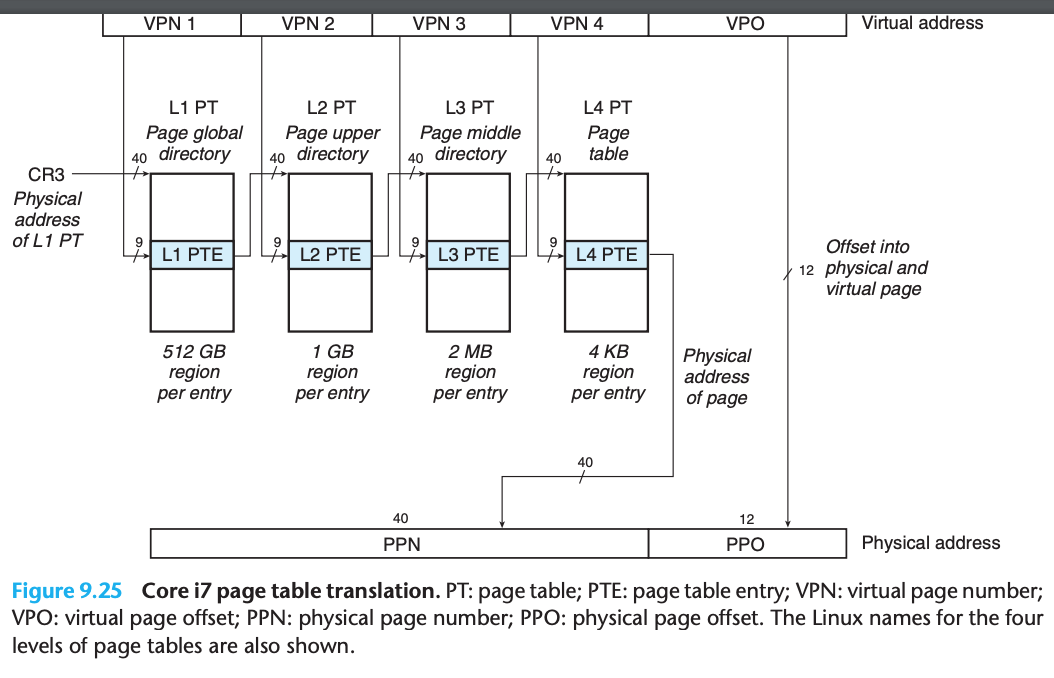 VPN 1 VPN 2 VPN 3 VPN 4 VPO Virtual address
L1 PT L2 PT L3 PT L4 PT
Page global Page upper Page middle Page
directory directory directory table
40 40 40 40
CR3
Physical
address
of L1 PT
9 9 9 9
L1 PTE L2 PTE L3 PTE L4 PTE
Offset into
12 physical and
virtual page
512 GB 1 GB 2 MB 4 KB
region region region region
per entry per entry per entry per entry
Physical
address
of page
40
40 12
PPN PPO Physical address
Figure 9.25 Core i7 page table translation. PT: page table; PTE: page table entry; VPN: virtual page number;
VPO: virtual page offset; PPN: physical page number; PPO: physical page offset. The Linux names for the four
levels of page tables are also shown.